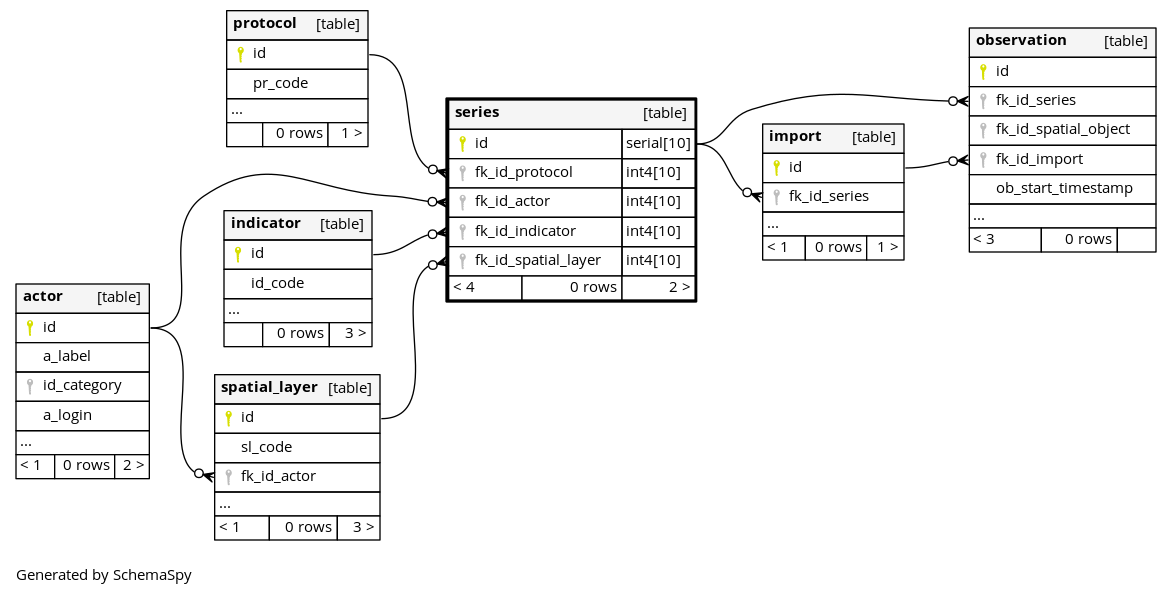 protocol [table]
id
pr_code
...
0 rows 1 >
series [table]
id serial[10]
fk_id_protocol int4[10]
fk_id_actor int4[10]
fk_id_indicator int4[10]
fk_id_spatial_layer int4[10]
< 4 0 rows 2 >
observation [table]
id
fk_id_series
fk_id_spatial_object
fk_id_import
ob_start_timestamp
...
< 3 0 rows
import [table]
id
fk_id_series
...
< 1 0 rows 1 >
indicator [table]
id
id_code
...
0 rows 3 >
actor [table]
id
a_label
id_category
a_login
...
< 1 0 rows 2 >
spatial_layer [table]
id
sl_code
fk_id_actor
...
< 1 0 rows 3 >
Generated by SchemaSpy